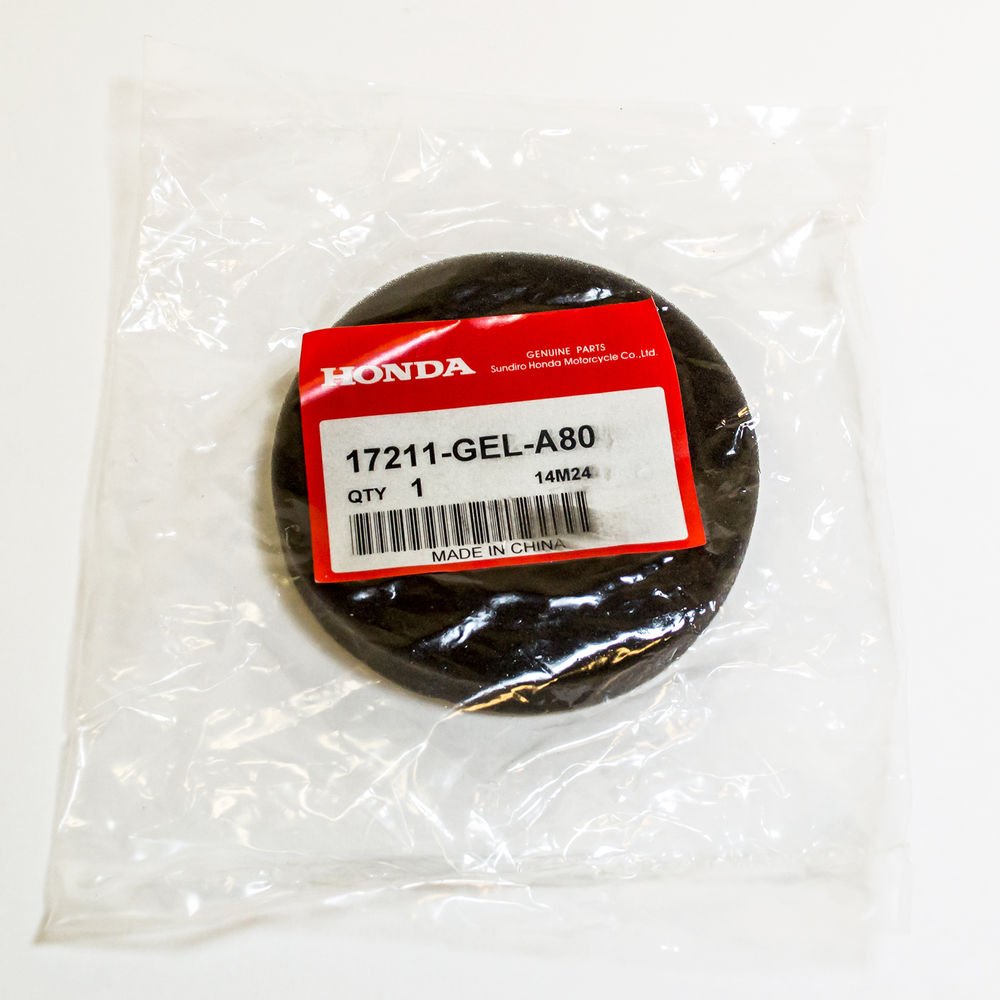 HONDA
GENUINE PARTS
Sundiro Honda Motorcycle Co.,Ltd.
17211-GEL-A80
QTY 1
14M24
MADE IN CHINA